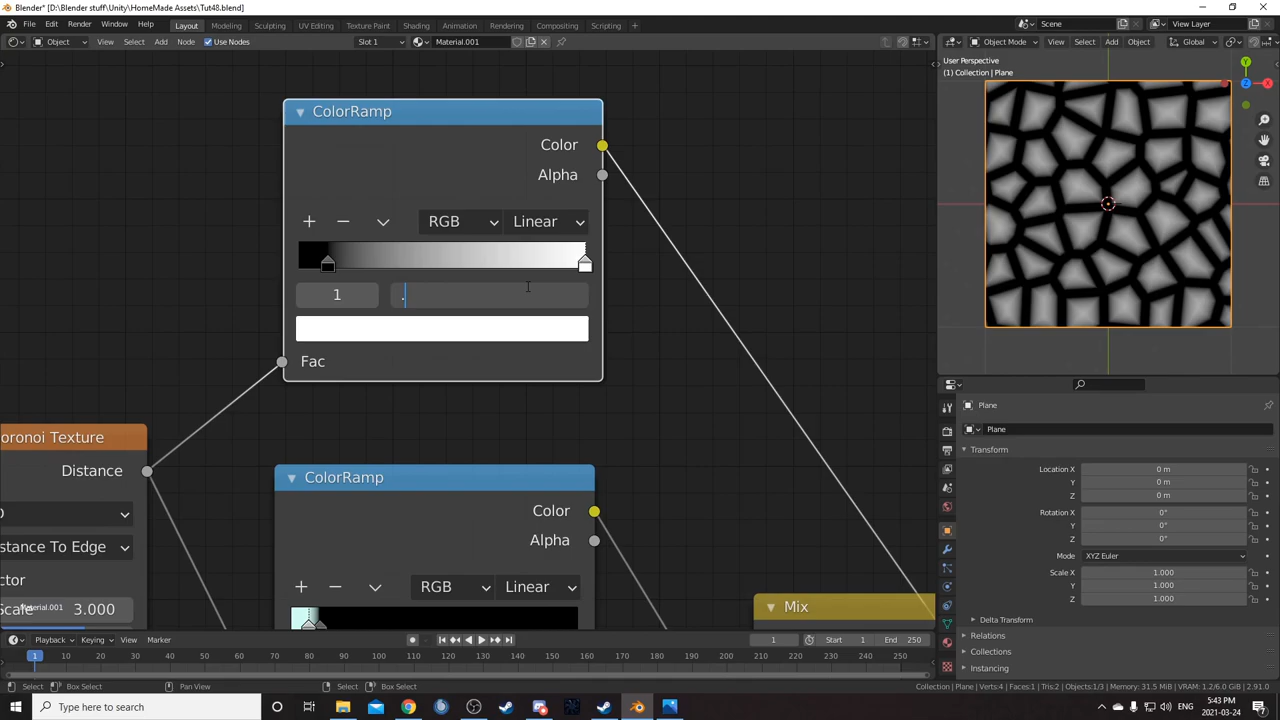 Blender* [D:\Blender stuff\Unity\HomeMade Assets\Tut48.blend]
File Edit Render Window Help Layout Modeling Sculpting UV Editing Texture Paint Shading Animation Rendering Compositing Scripting + Scene View Layer
Object View Select Add Node Use Nodes Slot 1 Material.001 Object Mode View Select Add Object Global
User Perspective
(1) Collection | Plane
Y
Z
X
ColorRamp
Color
Alpha
RGB Linear
1 .
Fac
oronoi Texture
Distance
stance To Edge
ctor
Scale 3.000
Material.001
ColorRamp
Color
Alpha
RGB Linear
Mix
Plane
Plane
Transform
Location X 0 m
Y 0 m
Z 0 m
Rotation X 0°
Y 0°
Z 0°
Mode XYZ Euler
Scale X 1.000
Y 1.000
Z 1.000
Delta Transform
Relations
Collections
Instancing
Playback Keying View Marker 1 Start 1 End 250
1 10 20 30 40 50 60 70 80 90 100 110 120 130 140 150 160 170 180 190 200 210 220 230 240 250
Select Box Select Pan View Select Box Select Collection | Plane | Verts:4 | Faces:1 | Tris:2 | Objects:1/3 | Memory: 31.5 MiB | VRAM: 1.2/6.0 GiB | 2.91.0
Type here to search
5:43 PM
2021-03-24